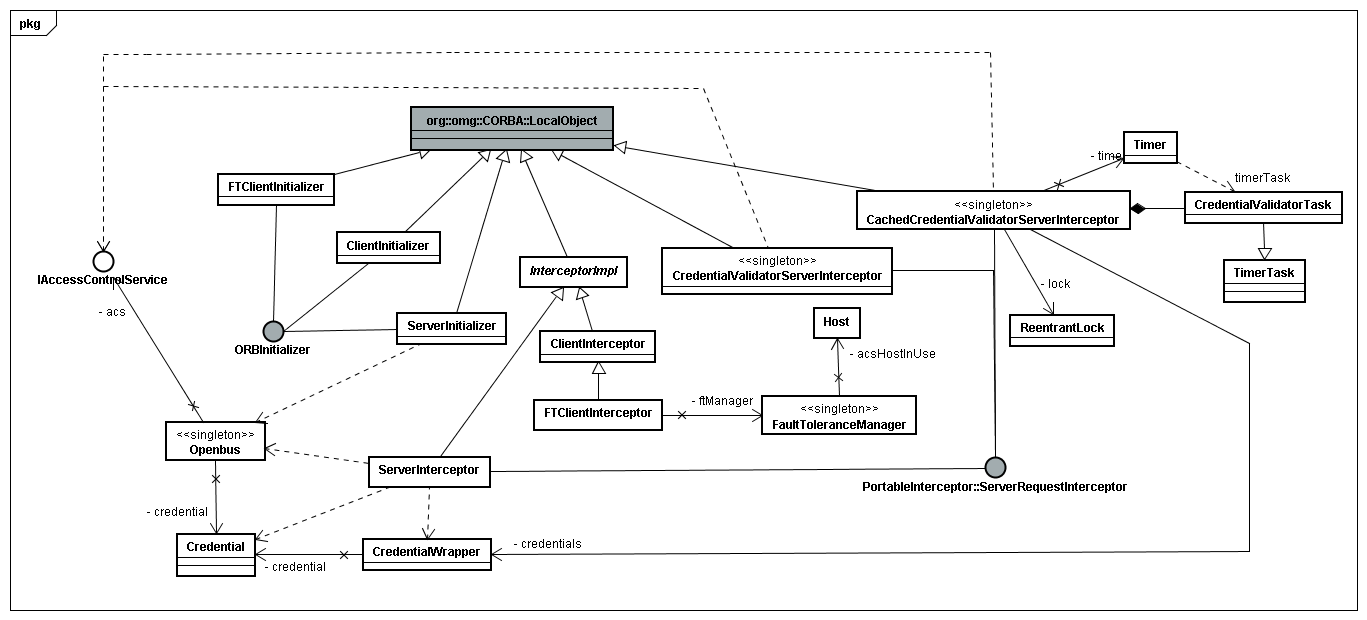 pkg
org::omg::CORBA::LocalObject
- time
Timer
timerTask
FTClientInitializer
<<singleton>>
CachedCredentialValidatorServerInterceptor
CredentialValidatorTask
ClientInitializer
InterceptorImpl
<<singleton>>
CredentialValidatorServerInterceptor
TimerTask
IAccessControlService
- acs
- lock
ServerInitializer
Host
ReentrantLock
ORBInitializer
ClientInterceptor
- acsHostInUse
FTClientInterceptor
- ftManager
<<singleton>>
FaultToleranceManager
<<singleton>>
Openbus
ServerInterceptor
PortableInterceptor::ServerRequestInterceptor
- credential
Credential
- credential
CredentialWrapper
- credentials